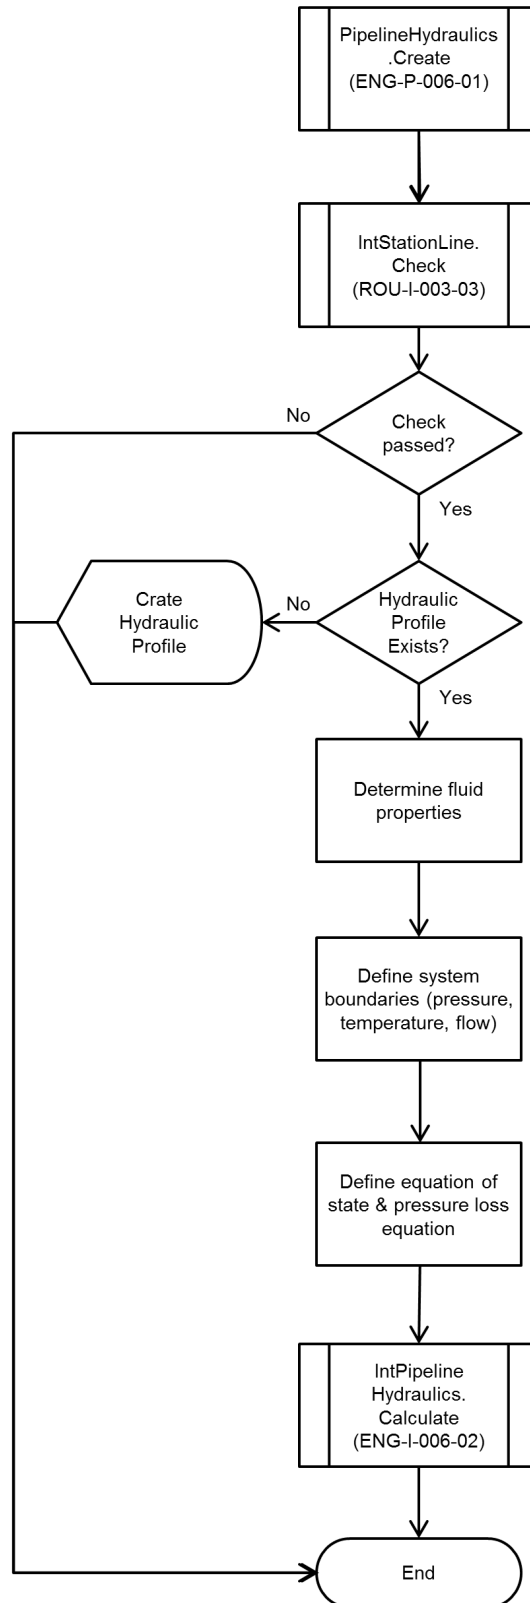 PipelineHydraulics
.Create
(ENG-P-006-01)
IntStationLine.
Check
(ROU-I-003-03)
No
Check
passed?
Yes
Crate
Hydraulic
Profile
No
Hydraulic
Profile
Exists?
Yes
Determine fluid
properties
Define system
boundaries (pressure,
temperature, flow)
Define equation of
state & pressure loss
equation
IntPipeline
Hydraulics.
Calculate
(ENG-I-006-02)
End